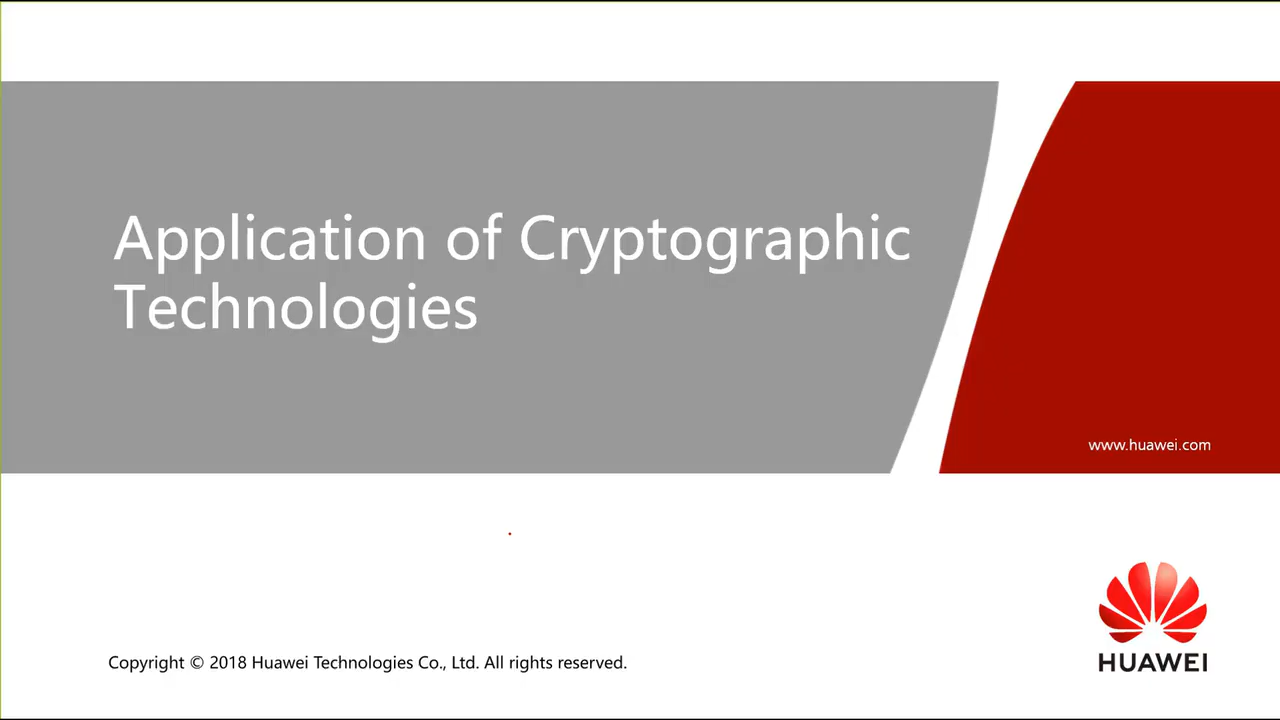 Application of Cryptographic
Technologies
www.huawei.com
Copyright © 2018 Huawei Technologies Co., Ltd. All rights reserved.
HUAWEI